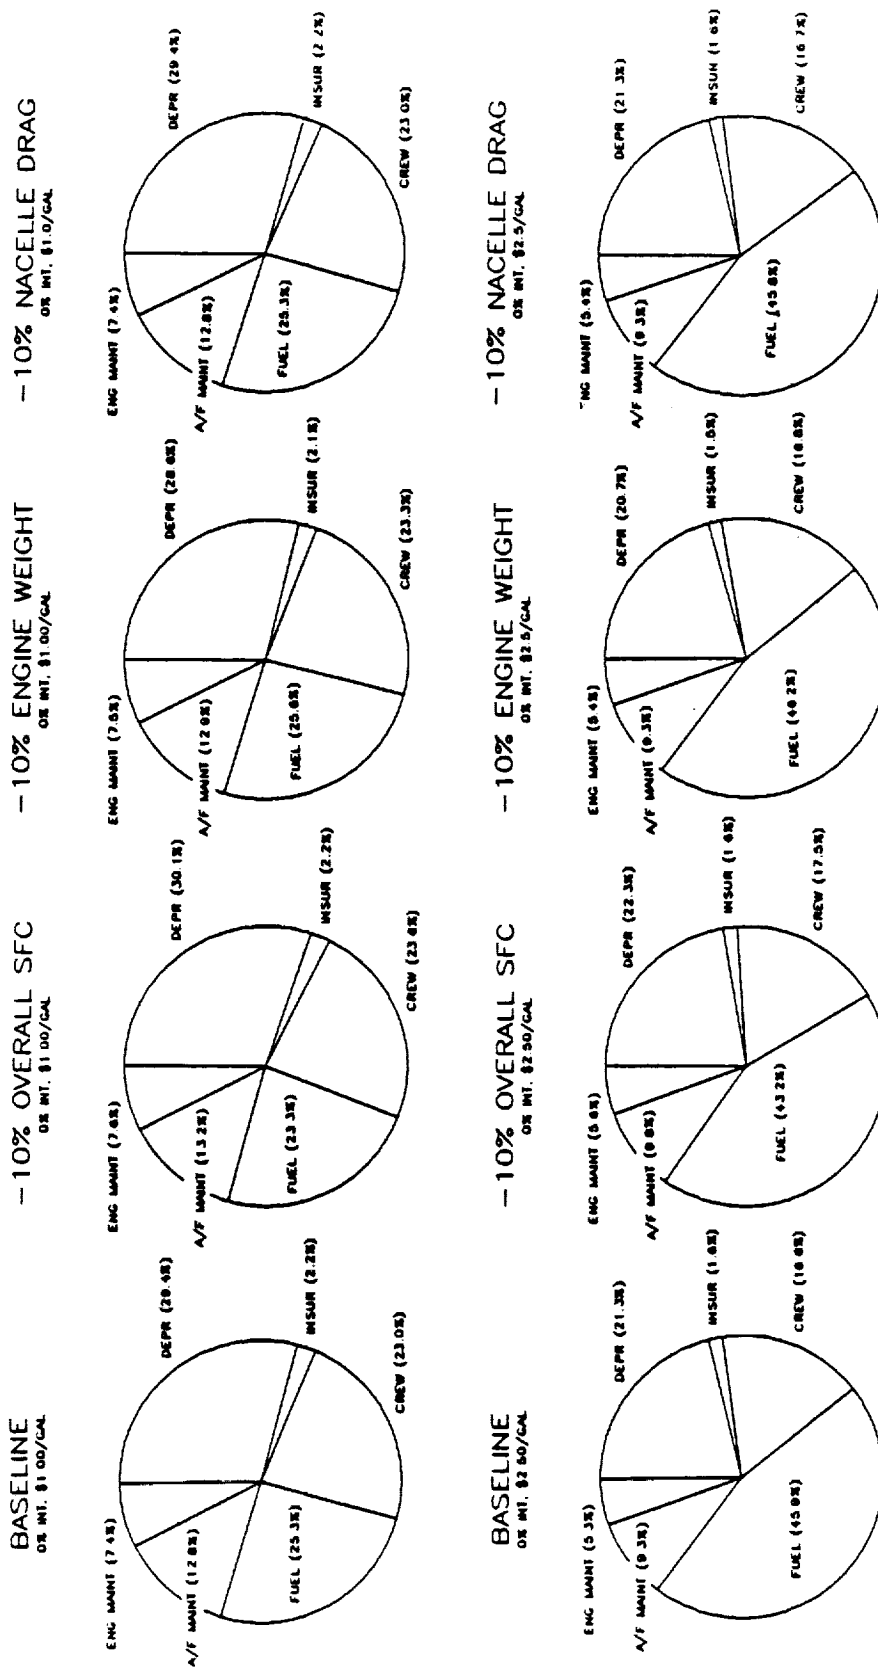 BASELINE
0% INT. $1.00/GAL
ENG MAINT (7.4%)
DEPR (29.4%)
A/F MAINT (12.8%)
INSUR (2.2%)
FUEL (25.3%)
CREW (23.0%)
-10% OVERALL SFC
0% INT. $1.00/GAL
ENG MAINT (7.6%)
DEPR (30.1%)
A/F MAINT (13.2%)
INSUR (2.2%)
FUEL (23.3%)
CREW (23.6%)
-10% ENGINE WEIGHT
0% INT. $1.00/GAL
ENG MAINT (7.5%)
DEPR (28.6%)
A/F MAINT (12.9%)
INSUR (2.1%)
FUEL (25.6%)
CREW (23.3%)
-10% NACELLE DRAG
0% INT. $1.0/GAL
ENG MAINT (7.4%)
DEPR (29.4%)
A/F MAINT (12.8%)
INSUR (2.2%)
FUEL (25.3%)
CREW (23.0%)
BASELINE
0% INT. $2.50/GAL
ENG MAINT (5.3%)
DEPR (21.3%)
A/F MAINT (9.3%)
INSUR (1.6%)
FUEL (45.9%)
CREW (16.6%)
-10% OVERALL SFC
0% INT. $2.50/GAL
ENG MAINT (5.6%)
DEPR (22.3%)
A/F MAINT (9.8%)
INSUR (1.6%)
FUEL (43.2%)
CREW (17.5%)
-10% ENGINE WEIGHT
0% INT. $2.5/GAL
ENG MAINT (5.4%)
DEPR (20.7%)
A/F MAINT (9.3%)
INSUR (1.5%)
FUEL (46.2%)
CREW (16.8%)
-10% NACELLE DRAG
0% INT. $2.5/GAL
ENG MAINT (5.4%)
DEPR (21.3%)
A/F MAINT (9.3%)
INSUR (1.6%)
FUEL (45.8%)
CREW (16.7%)